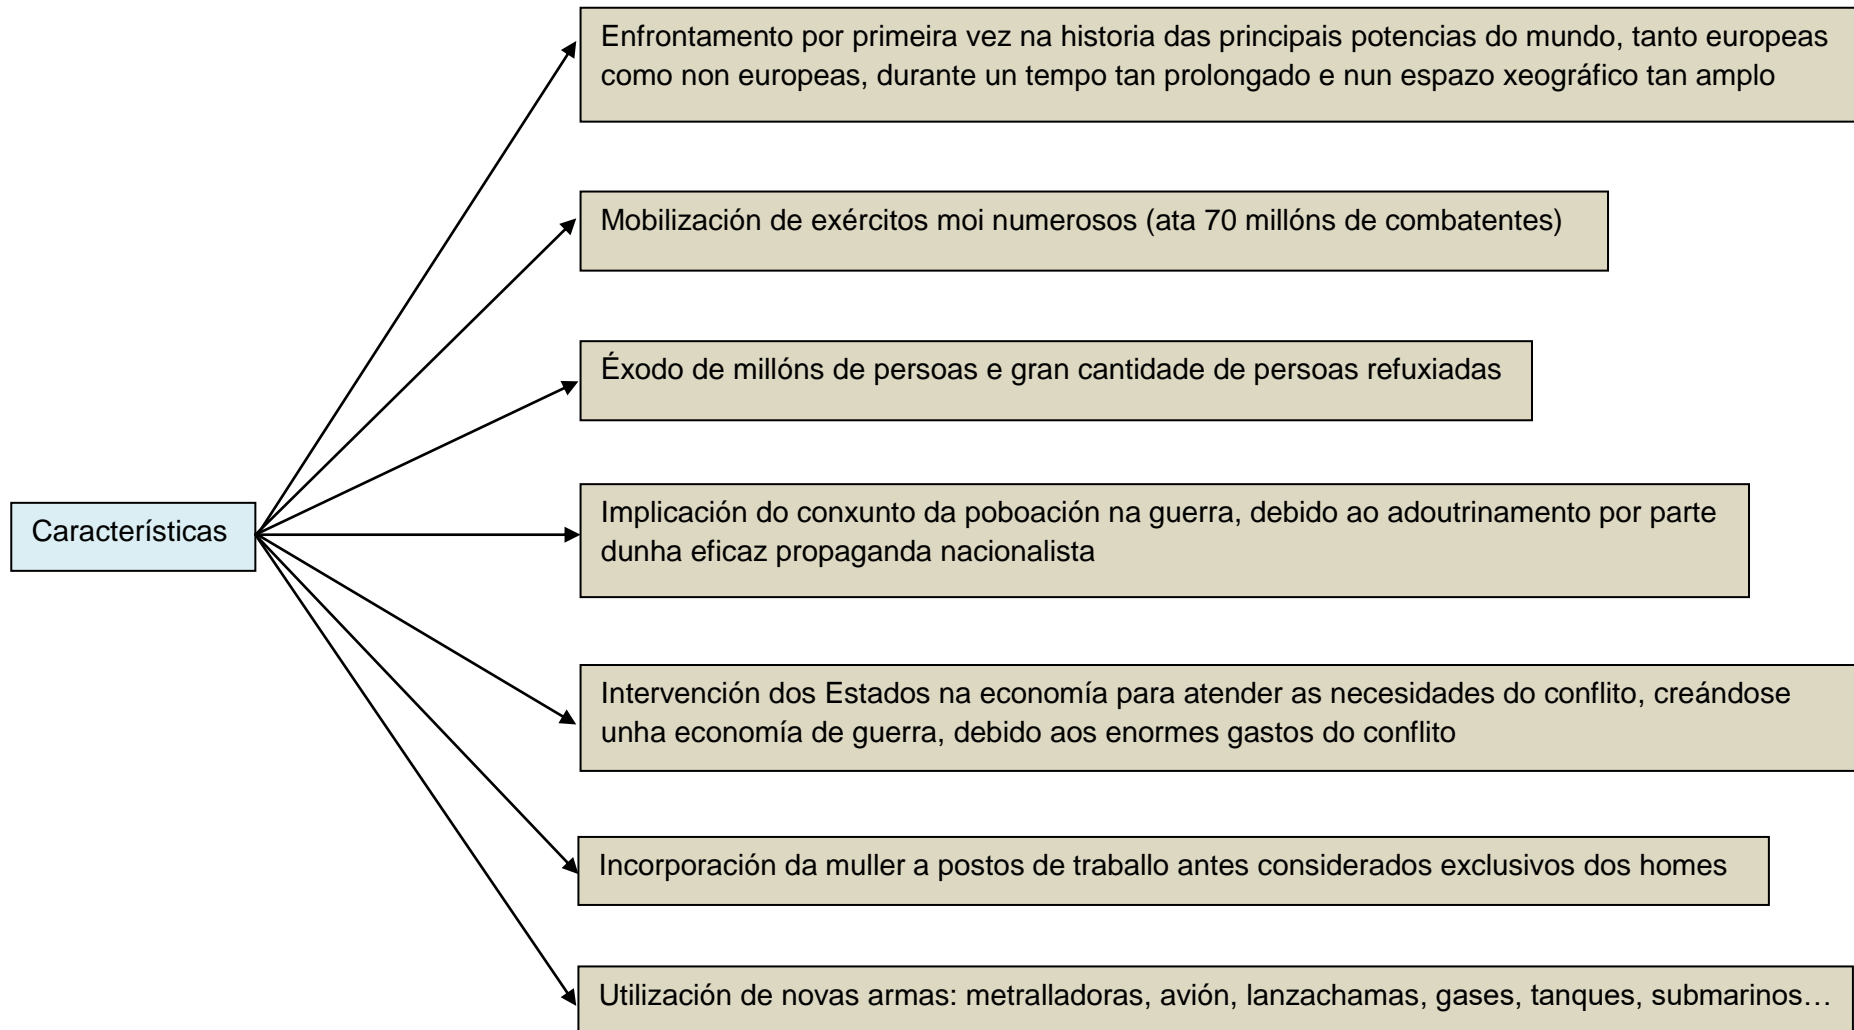 Enfrontamento por primeira vez na historia das principais potencias do mundo, tanto europeas
como non europeas, durante un tempo tan prolongado e nun espazo xeográfico tan amplo
Mobilización de exércitos moi numerosos (ata 70 millóns de combatentes)
Éxodo de millóns de persoas e gran cantidade de persoas refuxiadas
Características
Implicación do conxunto da poboación na guerra, debido ao adoutrinamento por parte
dunha eficaz propaganda nacionalista
Intervención dos Estados na economía para atender as necesidades do conflito, creándose
unha economía de guerra, debido aos enormes gastos do conflito
Incorporación da muller a postos de traballo antes considerados exclusivos dos homes
Utilización de novas armas: metralladoras, avión, lanzachamas, gases, tanques, submarinos…